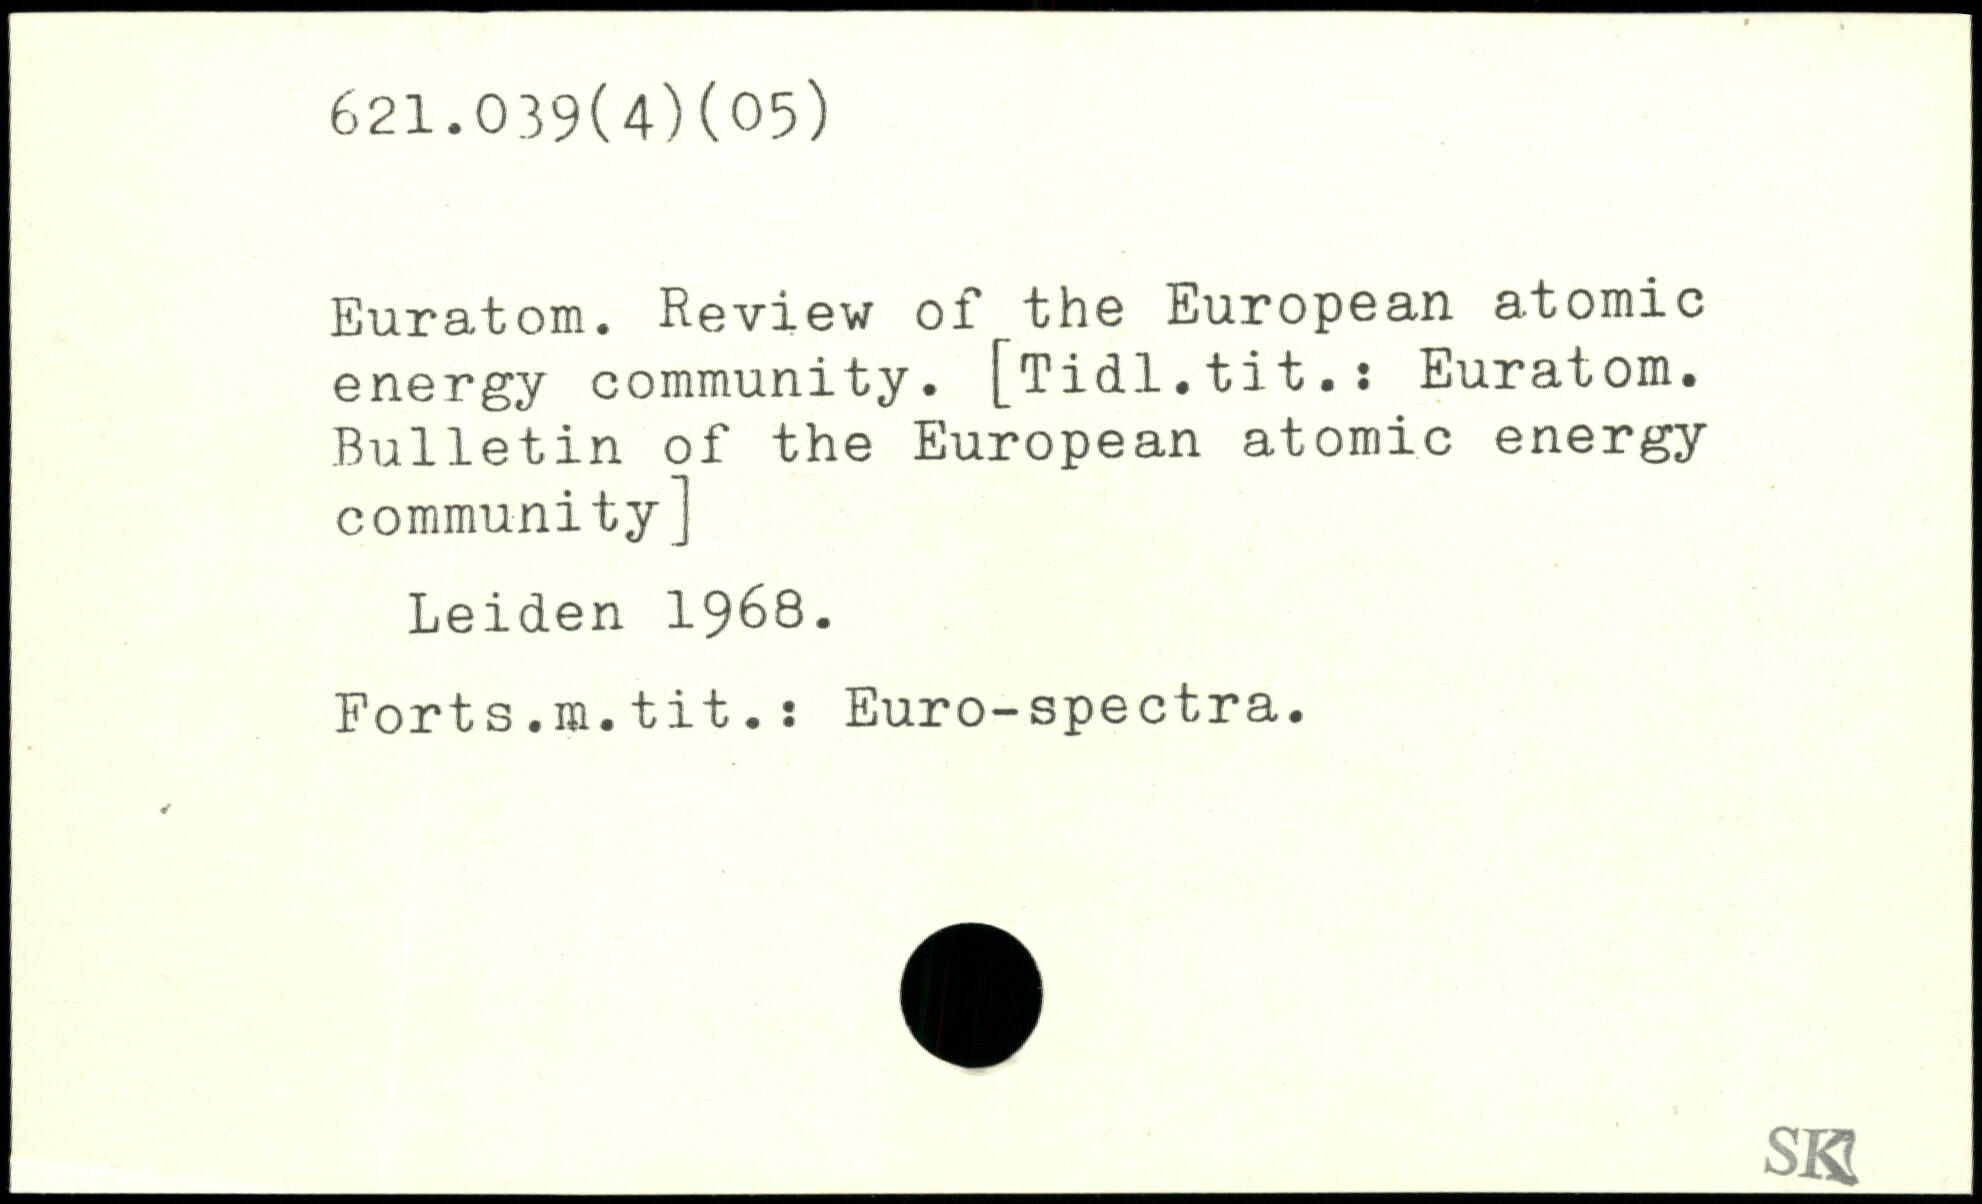 621.039(4)(05)
Euratom. Review of the European atomic
energy community. [Tidl.tit.: Euratom.
Bulletin of the European atomic energy
community]
Leiden 1968.
Forts.m.tit.: Euro-spectra.
SK